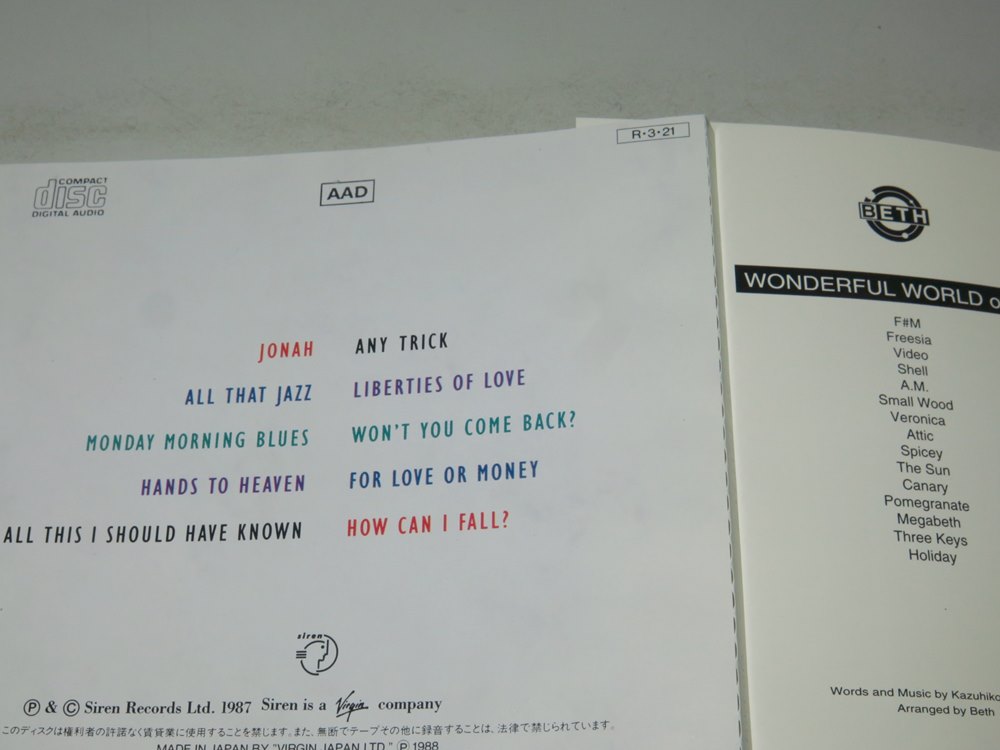 R・3・21
COMPACT
disc
DIGITAL AUDIO
AAD
JONAH
ANY TRICK
ALL THAT JAZZ
LIBERTIES OF LOVE
MONDAY MORNING BLUES
WON'T YOU COME BACK?
HANDS TO HEAVEN
FOR LOVE OR MONEY
ALL THIS I SHOULD HAVE KNOWN
HOW CAN I FALL?
siren
Ⓟ & © Siren Records Ltd. 1987 Siren is a Virgin company
このディスクは権利者の許諾なく賃貸業に使用することを禁じます。また、無断でテープその他に録音することは、法律で禁じられています。
MADE IN JAPAN BY "VIRGIN JAPAN LTD." Ⓟ 1988
BETH
WONDERFUL WORLD o
F#M
Freesia
Video
Shell
A.M.
Small Wood
Veronica
Attic
Spicey
The Sun
Canary
Pomegranate
Megabeth
Three Keys
Holiday
Words and Music by Kazuhiko
Arranged by Beth